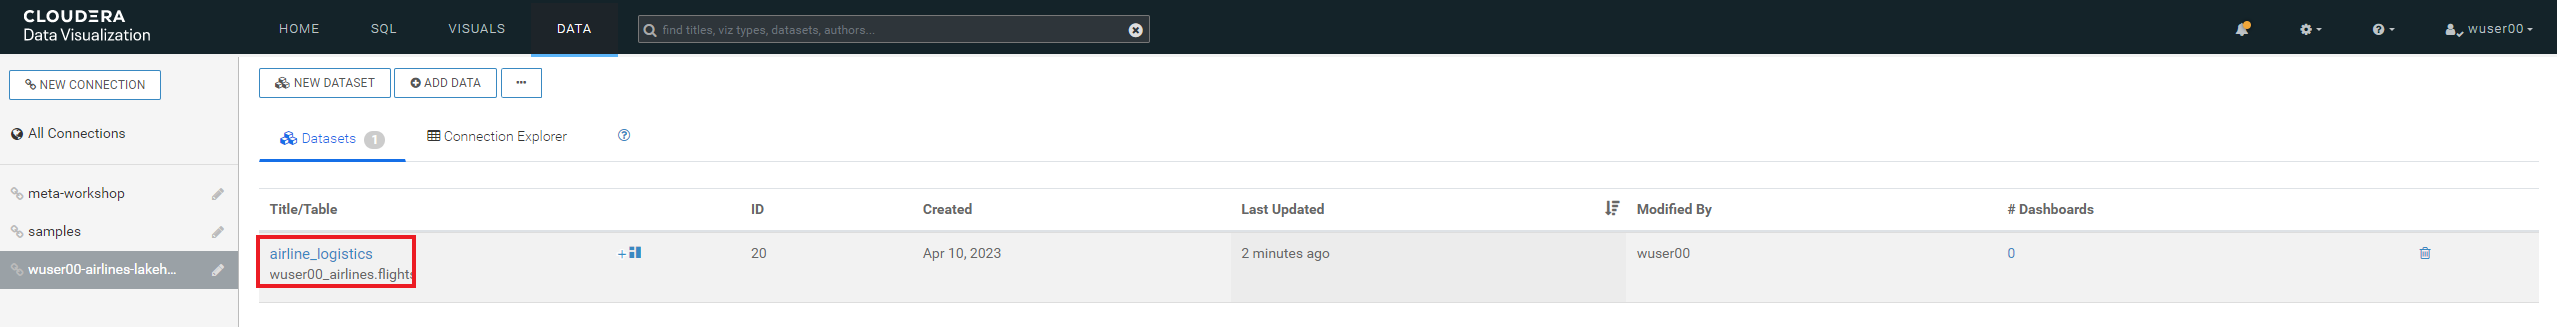 CLOUDERA
Data Visualization
HOME SQL VISUALS DATA
find titles, viz types, datasets, authors...
wuser00
NEW CONNECTION
All Connections
meta-workshop
samples
wuser00-airlines-lakeh...
NEW DATASET ADD DATA ...
Datasets 1 Connection Explorer ?
Title/Table ID Created Last Updated Modified By # Dashboards
airline_logistics 20 Apr 10, 2023 2 minutes ago wuser00 0
wuser00_airlines.flights